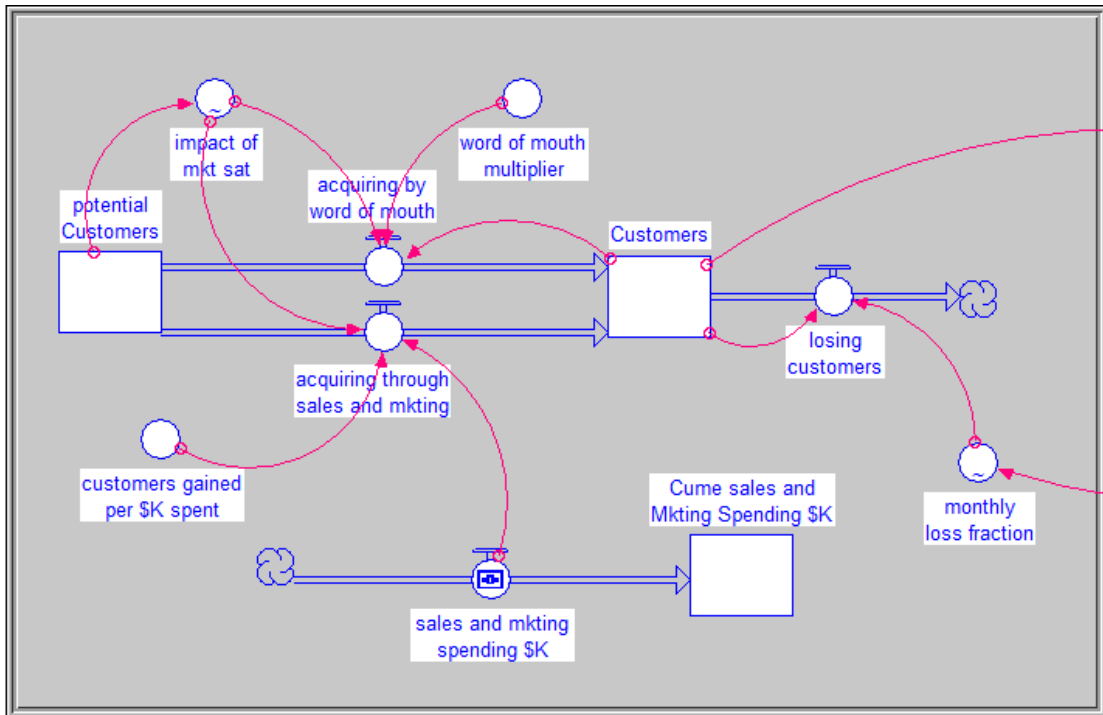 impact of
mkt sat
word of mouth
multiplier
acquiring by
word of mouth
potential
Customers
Customers
losing
customers
acquiring through
sales and mkting
customers gained
per $K spent
Cume sales and
Mkting Spending $K
monthly
loss fraction
sales and mkting
spending $K